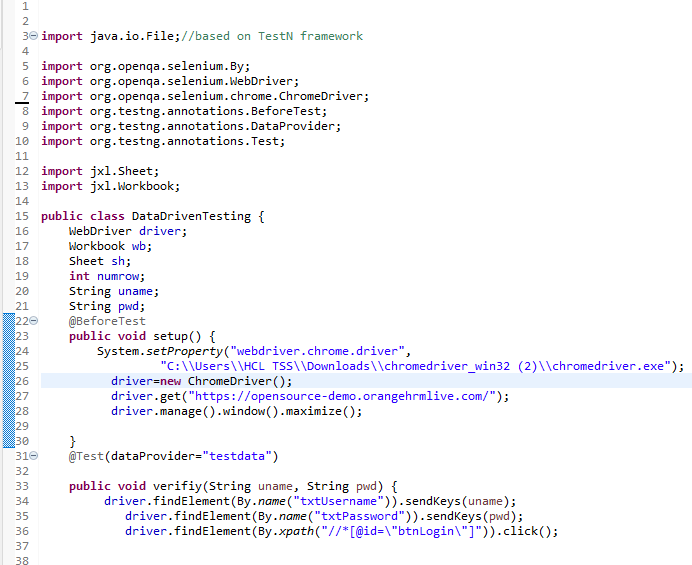 1
2
3 import java.io.File;//based on TestN framework
4
5 import org.openqa.selenium.By;
6 import org.openqa.selenium.WebDriver;
7 import org.openqa.selenium.chrome.ChromeDriver;
8 import org.testng.annotations.BeforeTest;
9 import org.testng.annotations.DataProvider;
10 import org.testng.annotations.Test;
11
12 import jxl.Sheet;
13 import jxl.Workbook;
14
15 public class DataDrivenTesting {
16     WebDriver driver;
17     Workbook wb;
18     Sheet sh;
19     int numrow;
20     String uname;
21     String pwd;
22     @BeforeTest
23     public void setup() {
24         System.setProperty("webdriver.chrome.driver",
25                 "C:\\Users\\HCL TSS\\Downloads\\chromedriver_win32 (2)\\chromedriver.exe");
26           driver=new ChromeDriver();
27           driver.get("https://opensource-demo.orangehrmlive.com/");
28           driver.manage().window().maximize();
29
30     }
31     @Test(dataProvider="testdata")
32
33     public void verifiy(String uname, String pwd) {
34          driver.findElement(By.name("txtUsername")).sendKeys(uname);
35             driver.findElement(By.name("txtPassword")).sendKeys(pwd);
36             driver.findElement(By.xpath("//*[@id=\"btnLogin\"]")).click();
37
38